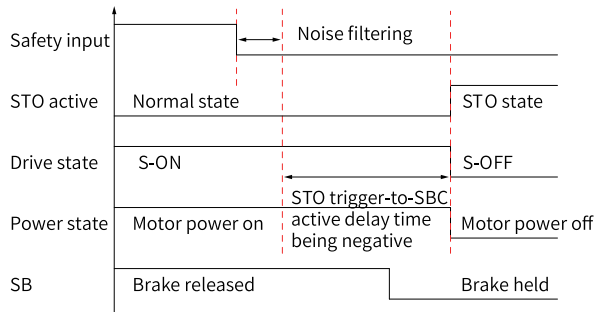 Safety input
Noise filtering
STO active
Normal state
STO state
Drive state
S-ON
S-OFF
STO trigger-to-SBC
active delay time
being negative
Power state
Motor power on
Motor power off
SB
Brake released
Brake held